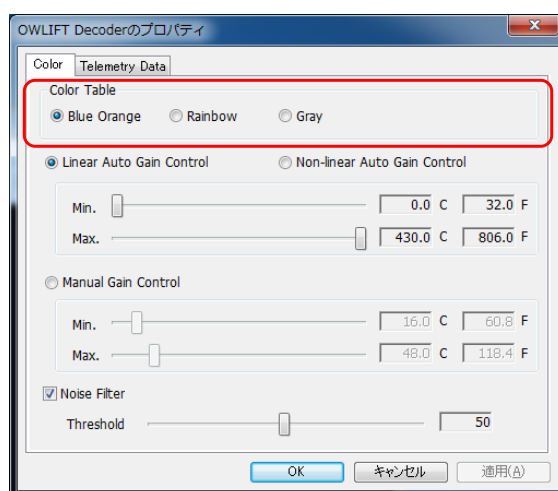 OWLIFT Decoderのプロパティ
Color Telemetry Data
Color Table
Blue Orange Rainbow Gray
Linear Auto Gain Control Non-linear Auto Gain Control
Min. 0.0 C 32.0 F
Max. 430.0 C 806.0 F
Manual Gain Control
Min. 16.0 C 60.8 F
Max. 48.0 C 118.4 F
Noise Filter
Threshold 50
OK キャンセル 適用(A)